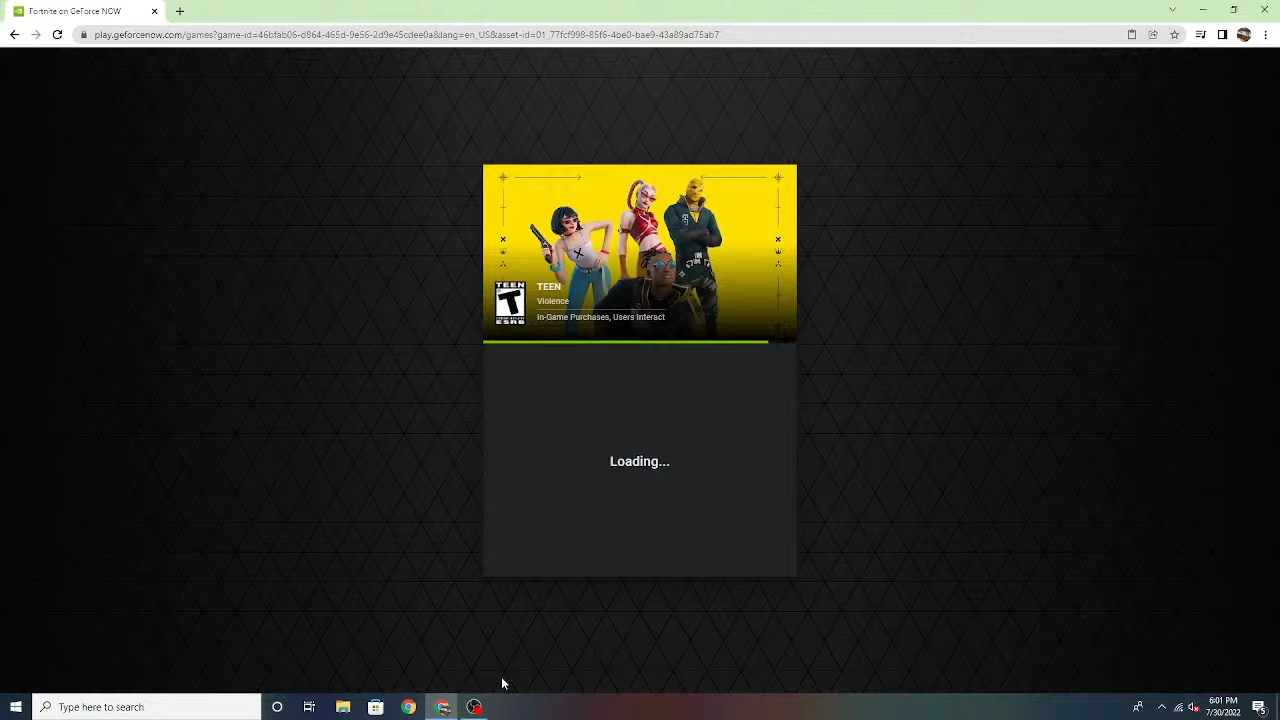 Fortnite on GeForce NOW
play.geforcenow.com/games?game-id=46bfab06-d864-465d-9e56-2d9e45cdee0a&lang=en_US&asset-id=01_77fcf998-85f6-4be0-bae9-43a89ad75ab7
TEEN
T
ESRB
TEEN
Violence
In-Game Purchases, Users Interact
Loading...
Type here to search
6:01 PM
7/30/2022